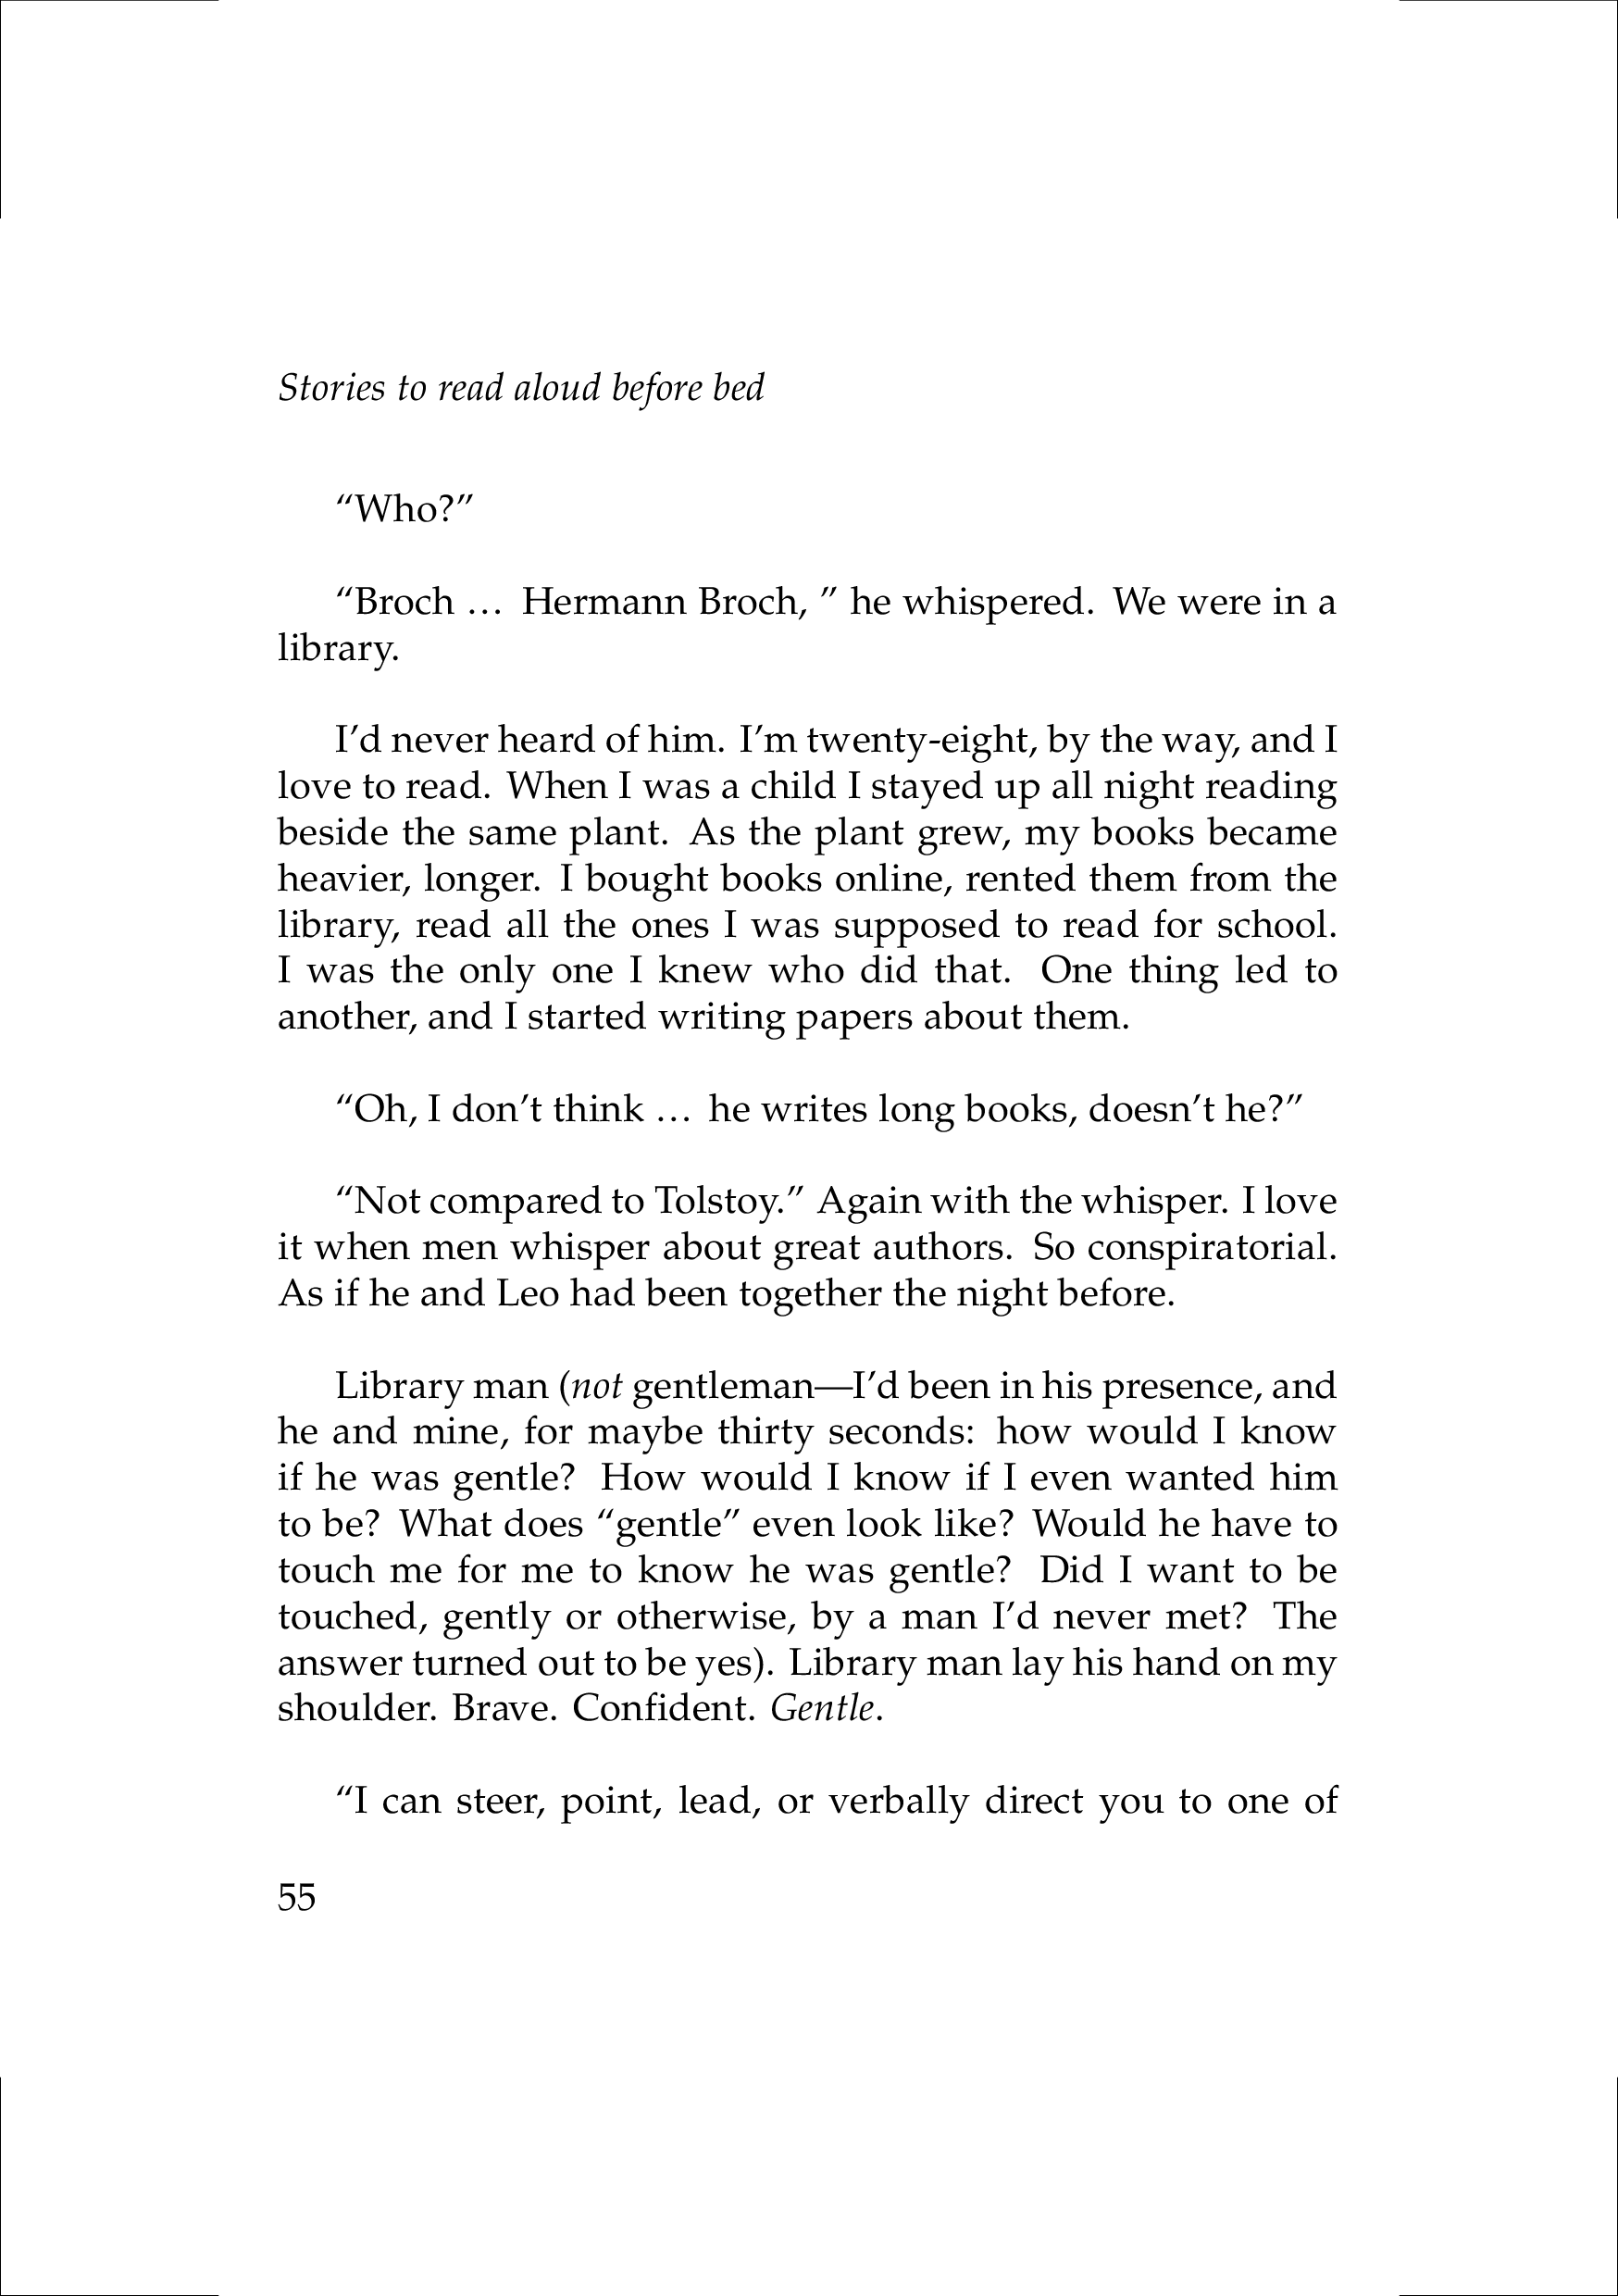 Stories to read aloud before bed
“Who?”
“Broch … Hermann Broch, ” he whispered. We were in a
library.
I’d never heard of him. I’m twenty-eight, by the way, and I
love to read. When I was a child I stayed up all night reading
beside the same plant. As the plant grew, my books became
heavier, longer. I bought books online, rented them from the
library, read all the ones I was supposed to read for school.
I was the only one I knew who did that. One thing led to
another, and I started writing papers about them.
“Oh, I don’t think … he writes long books, doesn’t he?”
“Not compared to Tolstoy.” Again with the whisper. I love
it when men whisper about great authors. So conspiratorial.
As if he and Leo had been together the night before.
Library man (not gentleman—I’d been in his presence, and
he and mine, for maybe thirty seconds: how would I know
if he was gentle? How would I know if I even wanted him
to be? What does “gentle” even look like? Would he have to
touch me for me to know he was gentle? Did I want to be
touched, gently or otherwise, by a man I’d never met? The
answer turned out to be yes). Library man lay his hand on my
shoulder. Brave. Confident. Gentle.
“I can steer, point, lead, or verbally direct you to one of
55